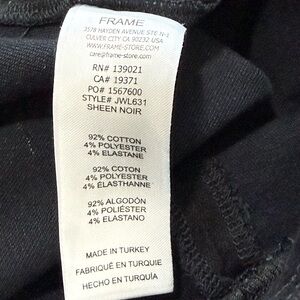 FRAME
3578 HAYDEN AVENUE STE N-1
CULVER CITY CA 90232-USA
WWW.FRAME-STORE.COM
care@frame-store.com
RN# 139021
CA# 19371
PO# 1567600
STYLE# JWL631
SHEEN NOIR
92% COTTON
4% POLYESTER
4% ELASTANE
92% COTON
4% POLYESTER
4% ÉLASTHANNE
92% ALGODÓN
4% POLIÉSTER
4% ELASTANO
MADE IN TURKEY
FABRIQUÉ EN TURQUIE
HECHO EN TURQUÍA